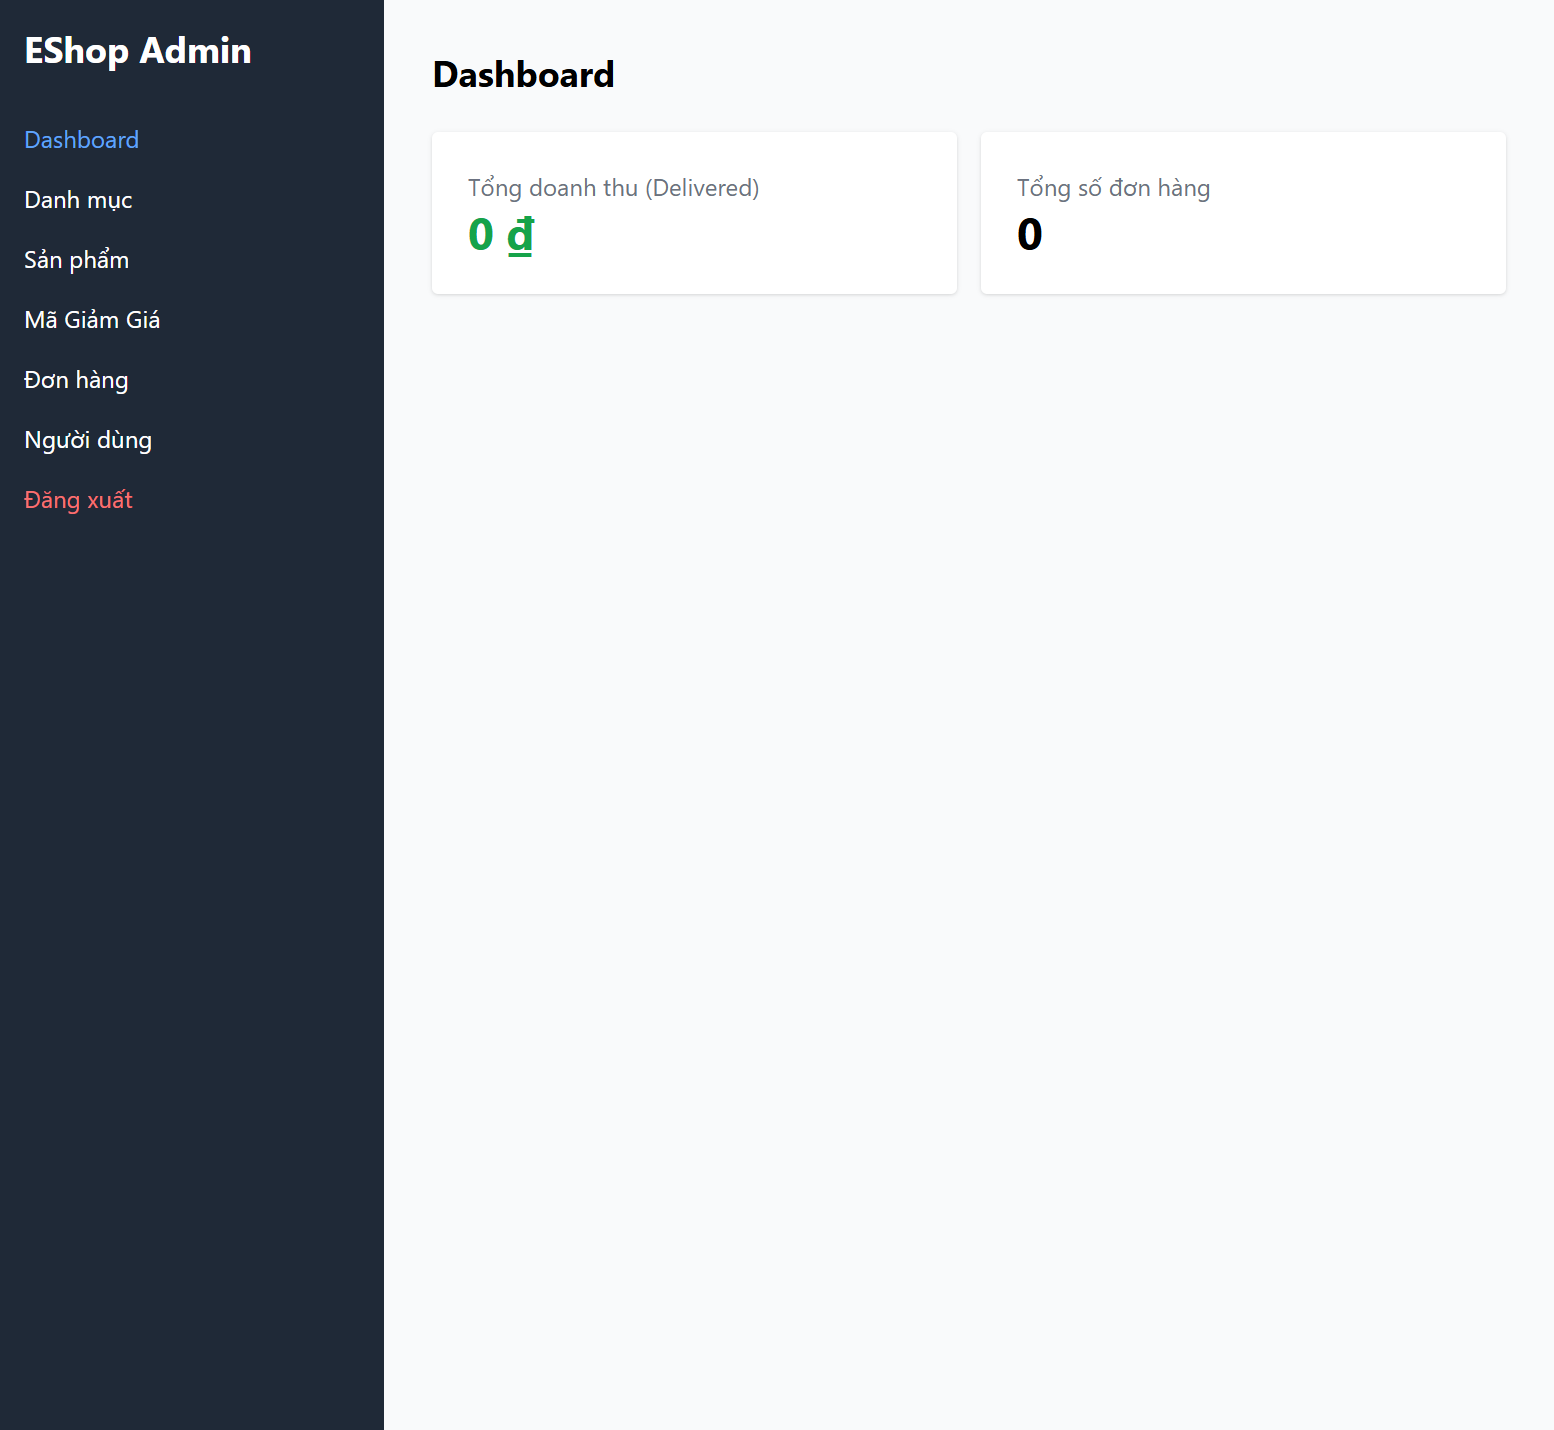 EShop Admin
Dashboard
Danh mục
Sản phẩm
Mã Giảm Giá
Đơn hàng
Người dùng
Đăng xuất
Dashboard
Tổng doanh thu (Delivered)
0 ₫
Tổng số đơn hàng
0